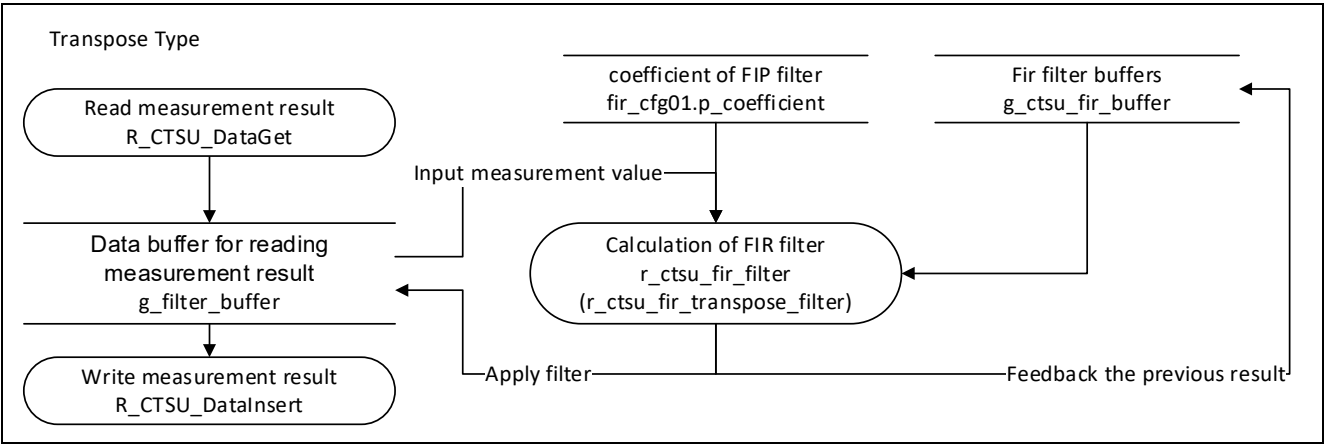 Transpose Type
Read measurement result
R_CTSU_DataGet
coefficient of FIP filter
fir_cfg01.p_coefficient
Fir filter buffers
g_ctsu_fir_buffer
Input measurement value
Data buffer for reading
measurement result
g_filter_buffer
Calculation of FIR filter
r_ctsu_fir_filter
(r_ctsu_fir_transpose_filter)
Write measurement result
R_CTSU_DataInsert
Apply filter
Feedback the previous result